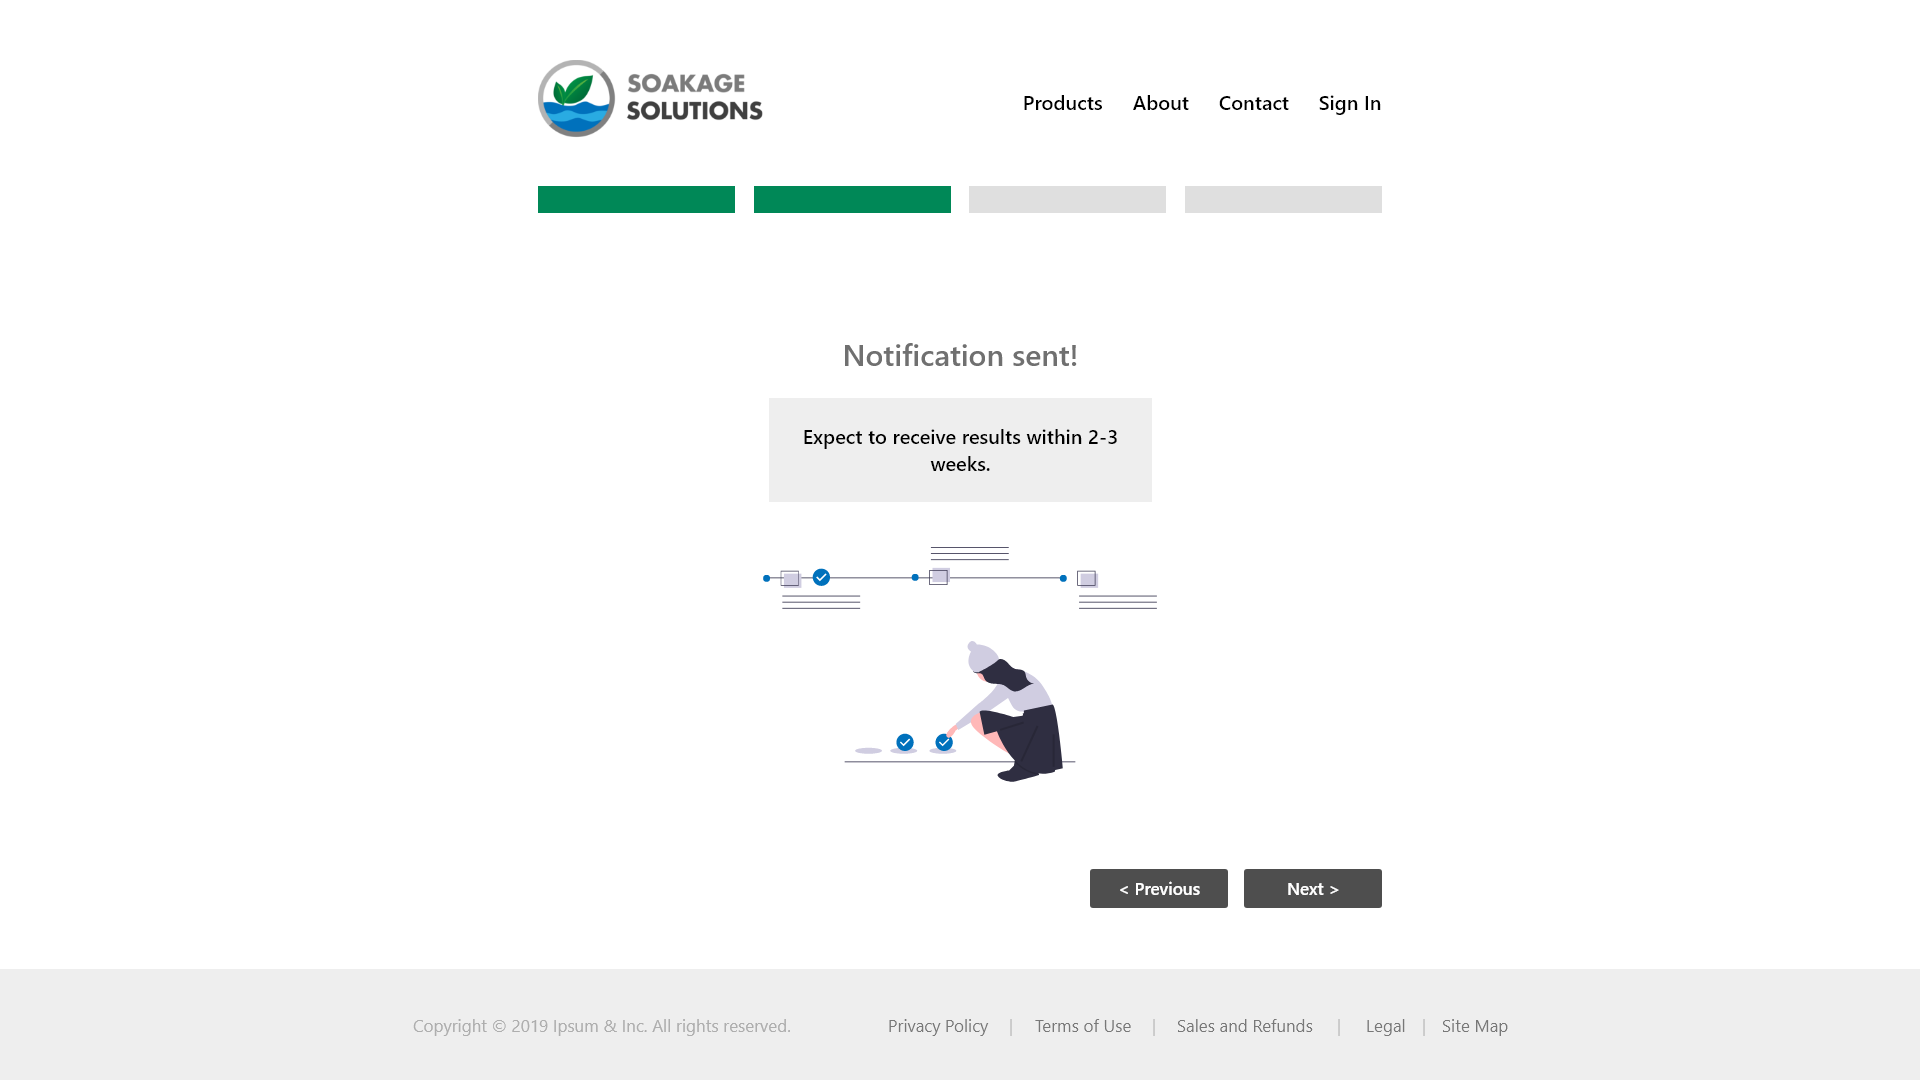 SOAKAGE
SOLUTIONS
Products About Contact Sign In
Notification sent!
Expect to receive results within 2-3
weeks.
< Previous Next >
Copyright © 2019 Ipsum & Inc. All rights reserved. Privacy Policy | Terms of Use | Sales and Refunds | Legal | Site Map